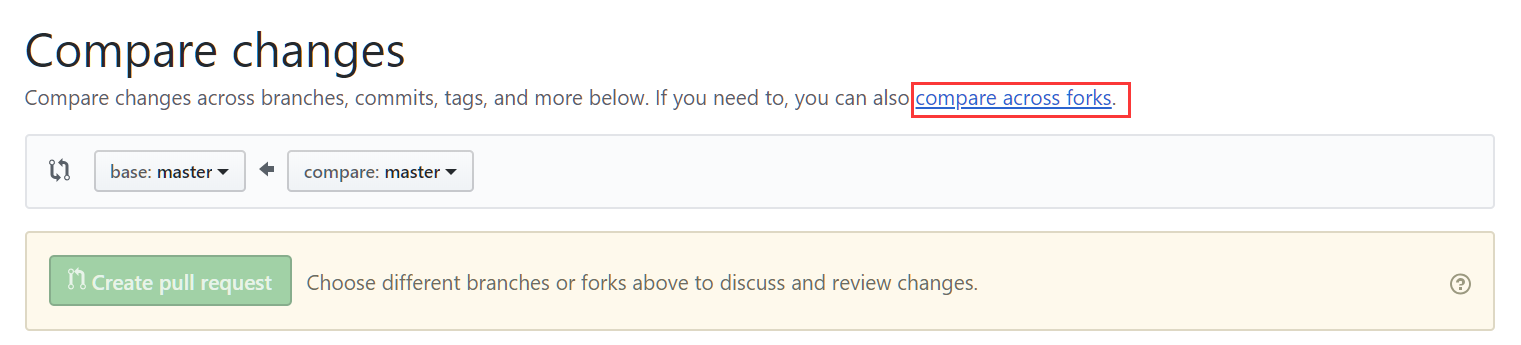 Compare changes
Compare changes across branches, commits, tags, and more below. If you need to, you can also compare across forks.
base: master compare: master
Create pull request Choose different branches or forks above to discuss and review changes.